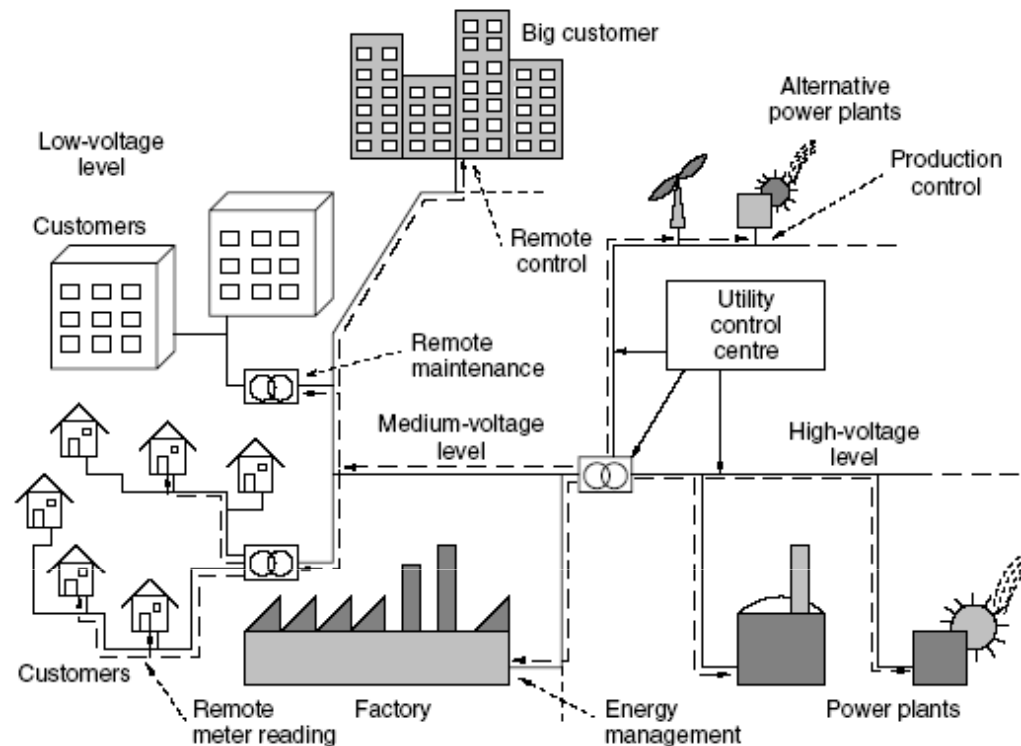 Big customer
Alternative
power plants
Low-voltage
level
Production
control
Customers
Remote
control
Utility
control
centre
Remote
maintenance
Medium-voltage
level
High-voltage
level
Customers
Remote
meter reading
Factory
Energy
management
Power plants